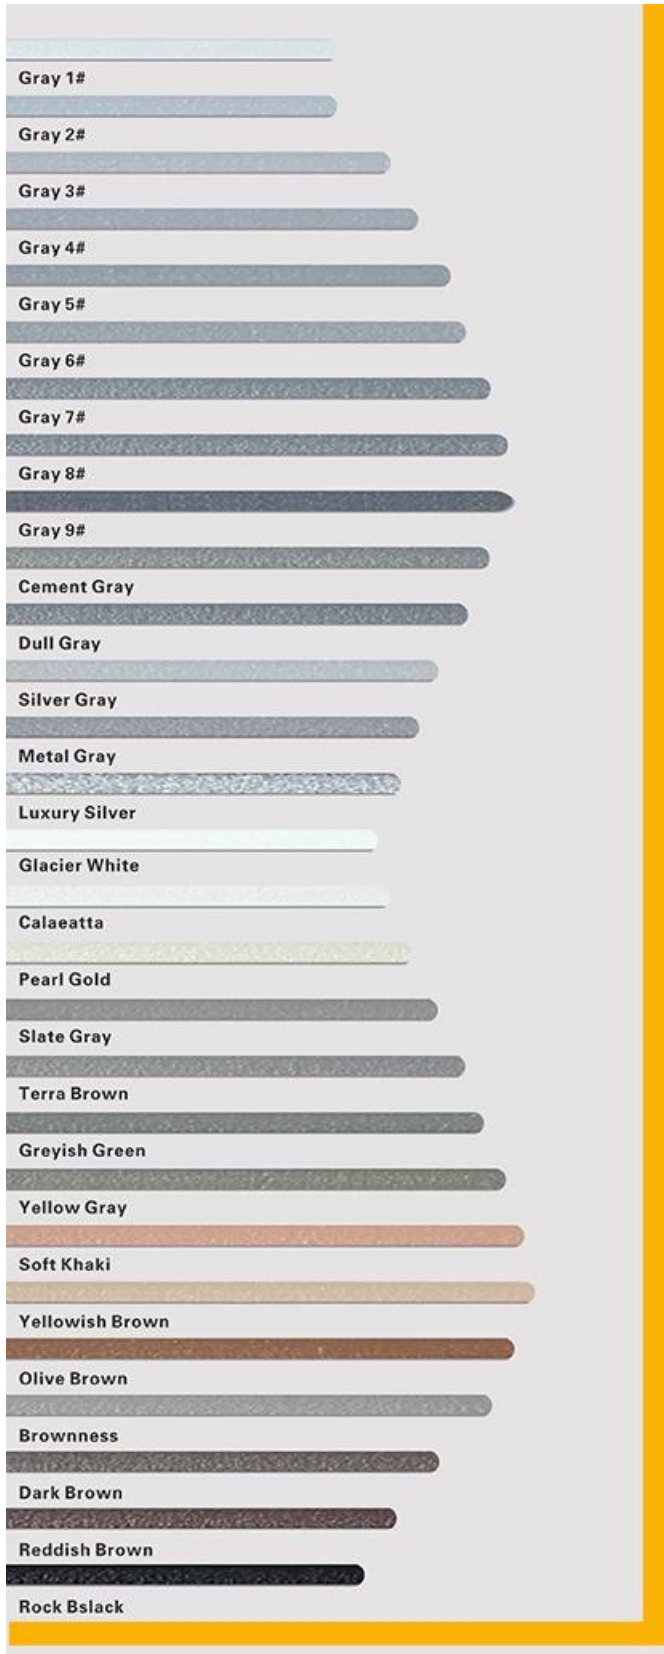 Gray 1#
Gray 2#
Gray 3#
Gray 4#
Gray 5#
Gray 6#
Gray 7#
Gray 8#
Gray 9#
Cement Gray
Dull Gray
Silver Gray
Metal Gray
Luxury Silver
Glacier White
Calaeatta
Pearl Gold
Slate Gray
Terra Brown
Greyish Green
Yellow Gray
Soft Khaki
Yellowish Brown
Olive Brown
Brownness
Dark Brown
Reddish Brown
Rock Bslack